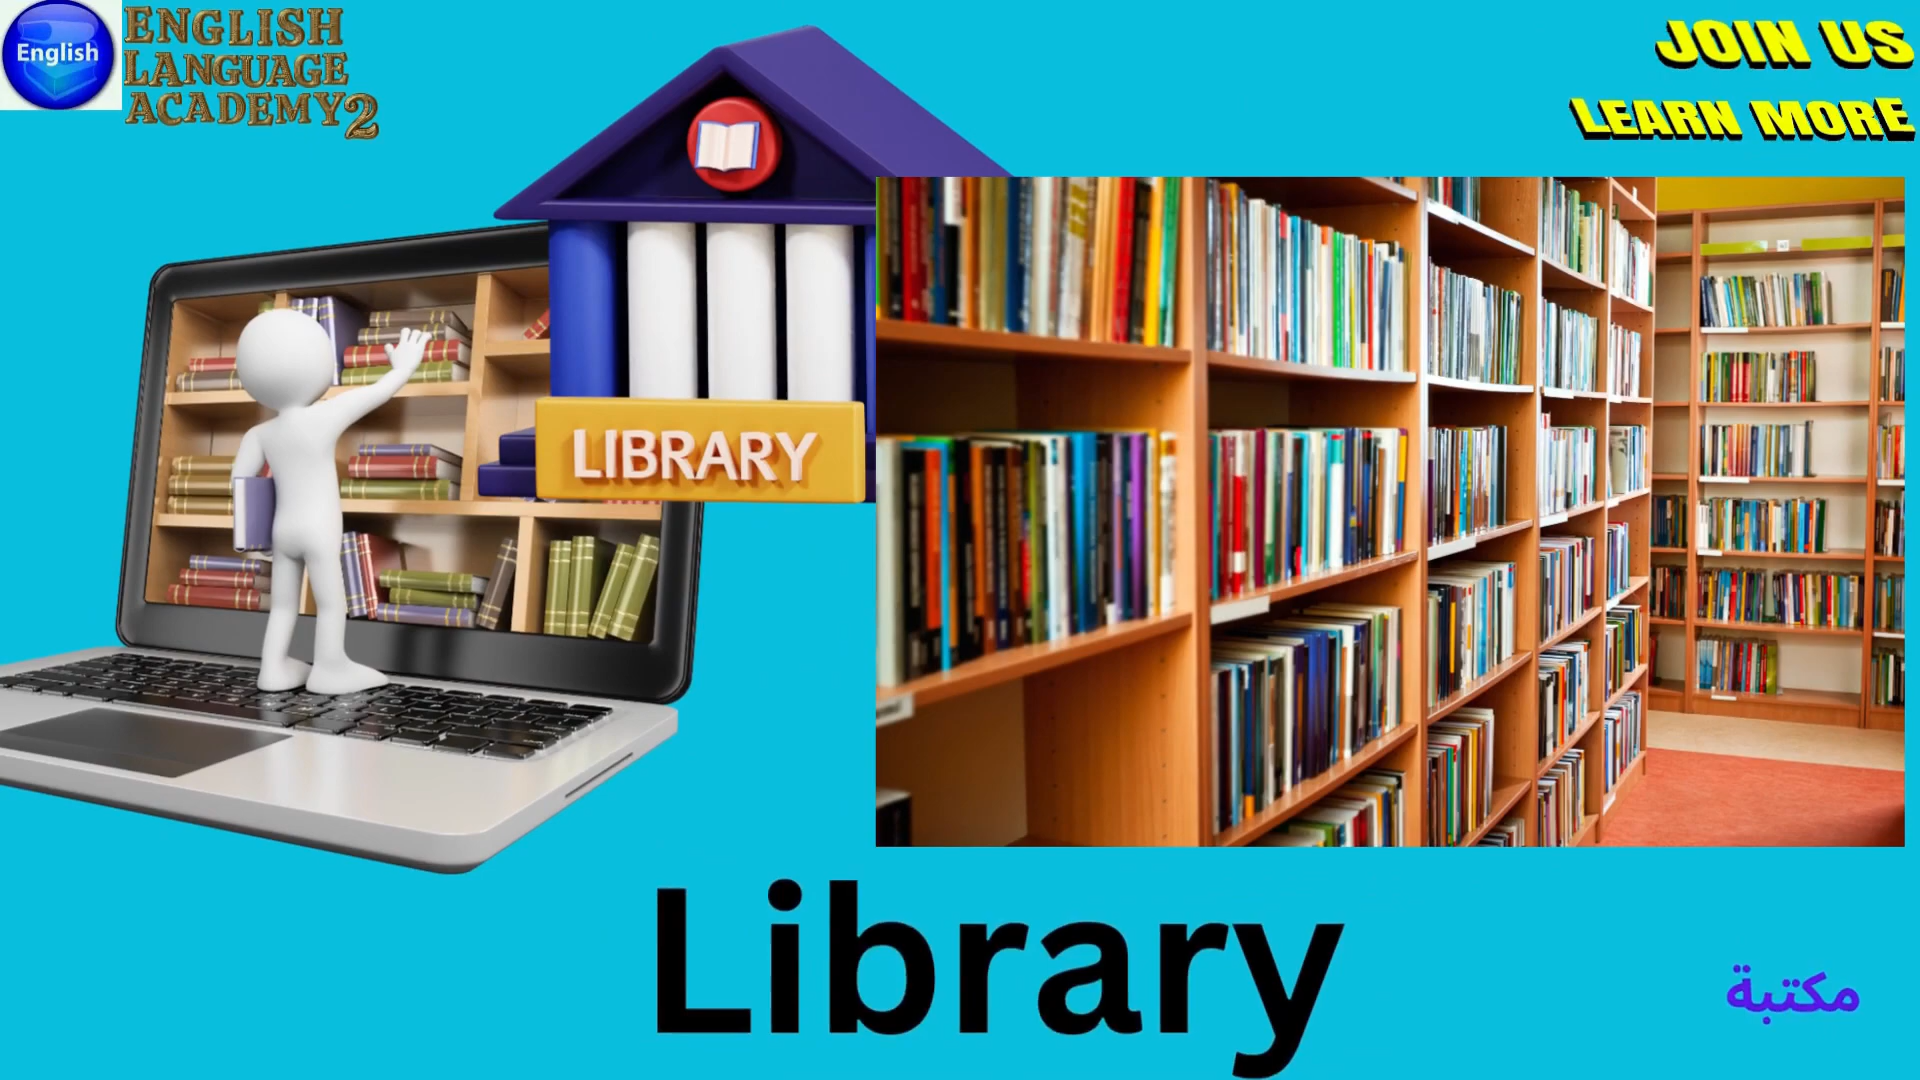 English
ENGLISH
LANGUAGE
ACADEMY2
JOIN US
LEARN MORE
LIBRARY
Library
مكتبة